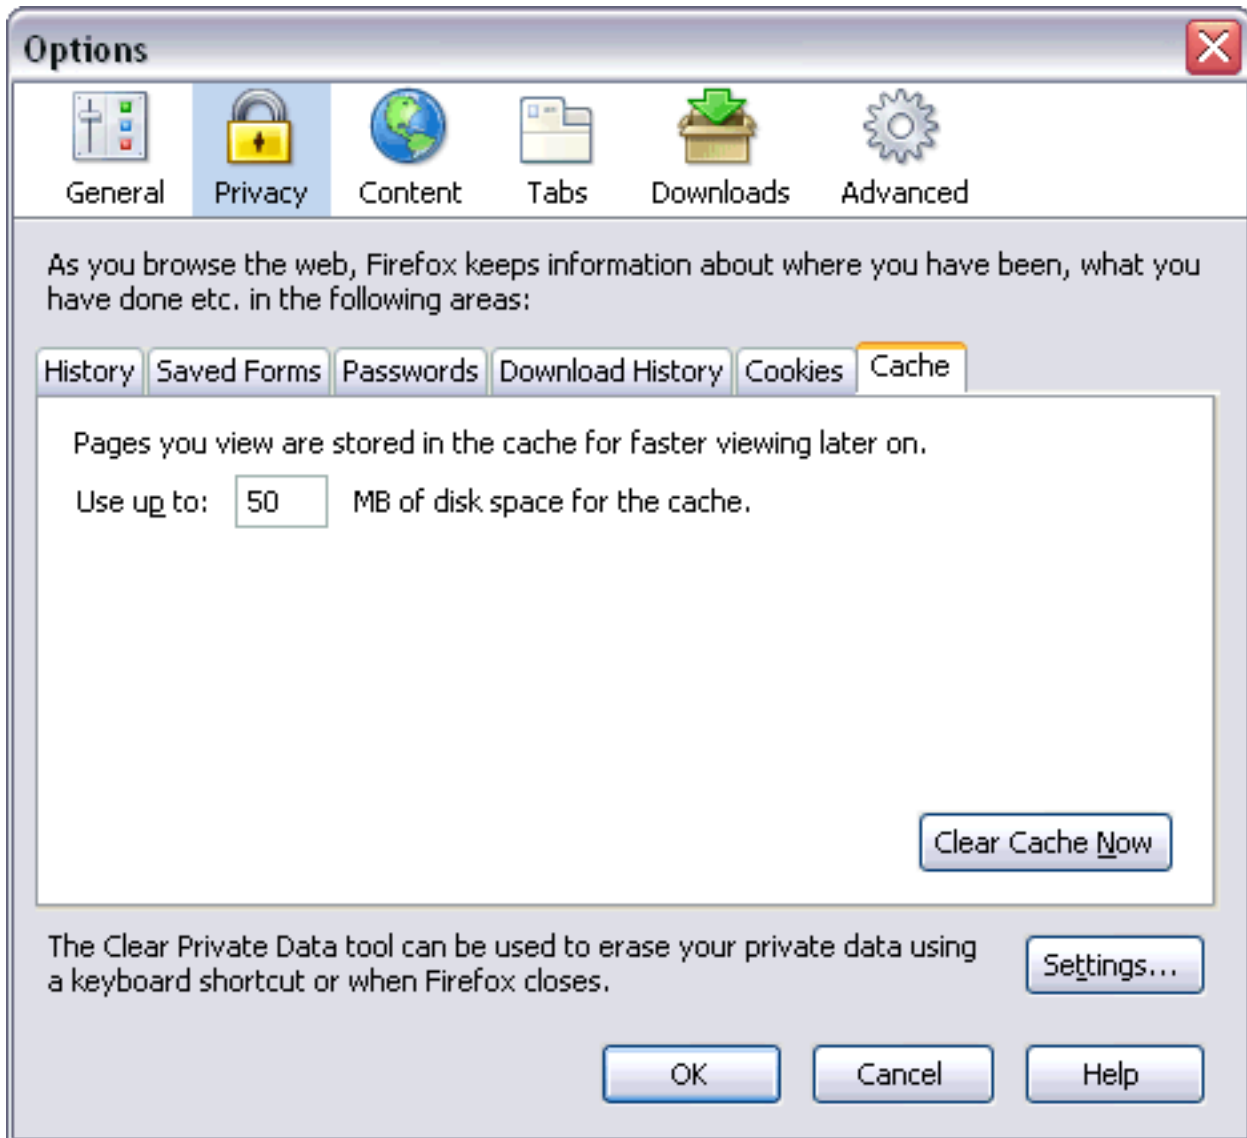 Options
General Privacy Content Tabs Downloads Advanced
As you browse the web, Firefox keeps information about where you have been, what you
have done etc. in the following areas:
History Saved Forms Passwords Download History Cookies Cache
Pages you view are stored in the cache for faster viewing later on.
Use up to: 50 MB of disk space for the cache.
Clear Cache Now
The Clear Private Data tool can be used to erase your private data using
a keyboard shortcut or when Firefox closes.
Settings...
OK Cancel Help